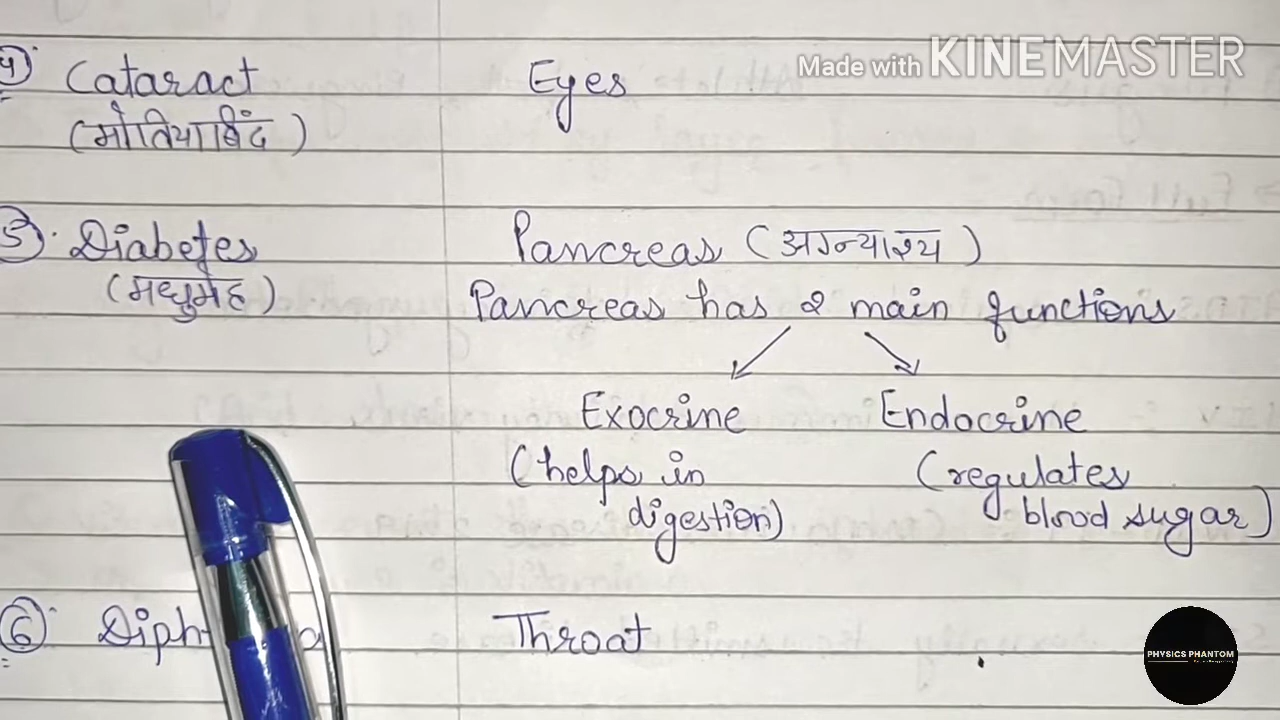 Made with KINEMASTER
4. Cataract Eyes
(मोतियाबिंद)
5. Diabetes Pancreas (अग्न्याश्य)
(मधुमेह) Pancreas has 2 main functions
Exocrine Endocrine
(helps in (regulates
digestion) blood sugar)
6. Throat
PHYSICS PHANTOM